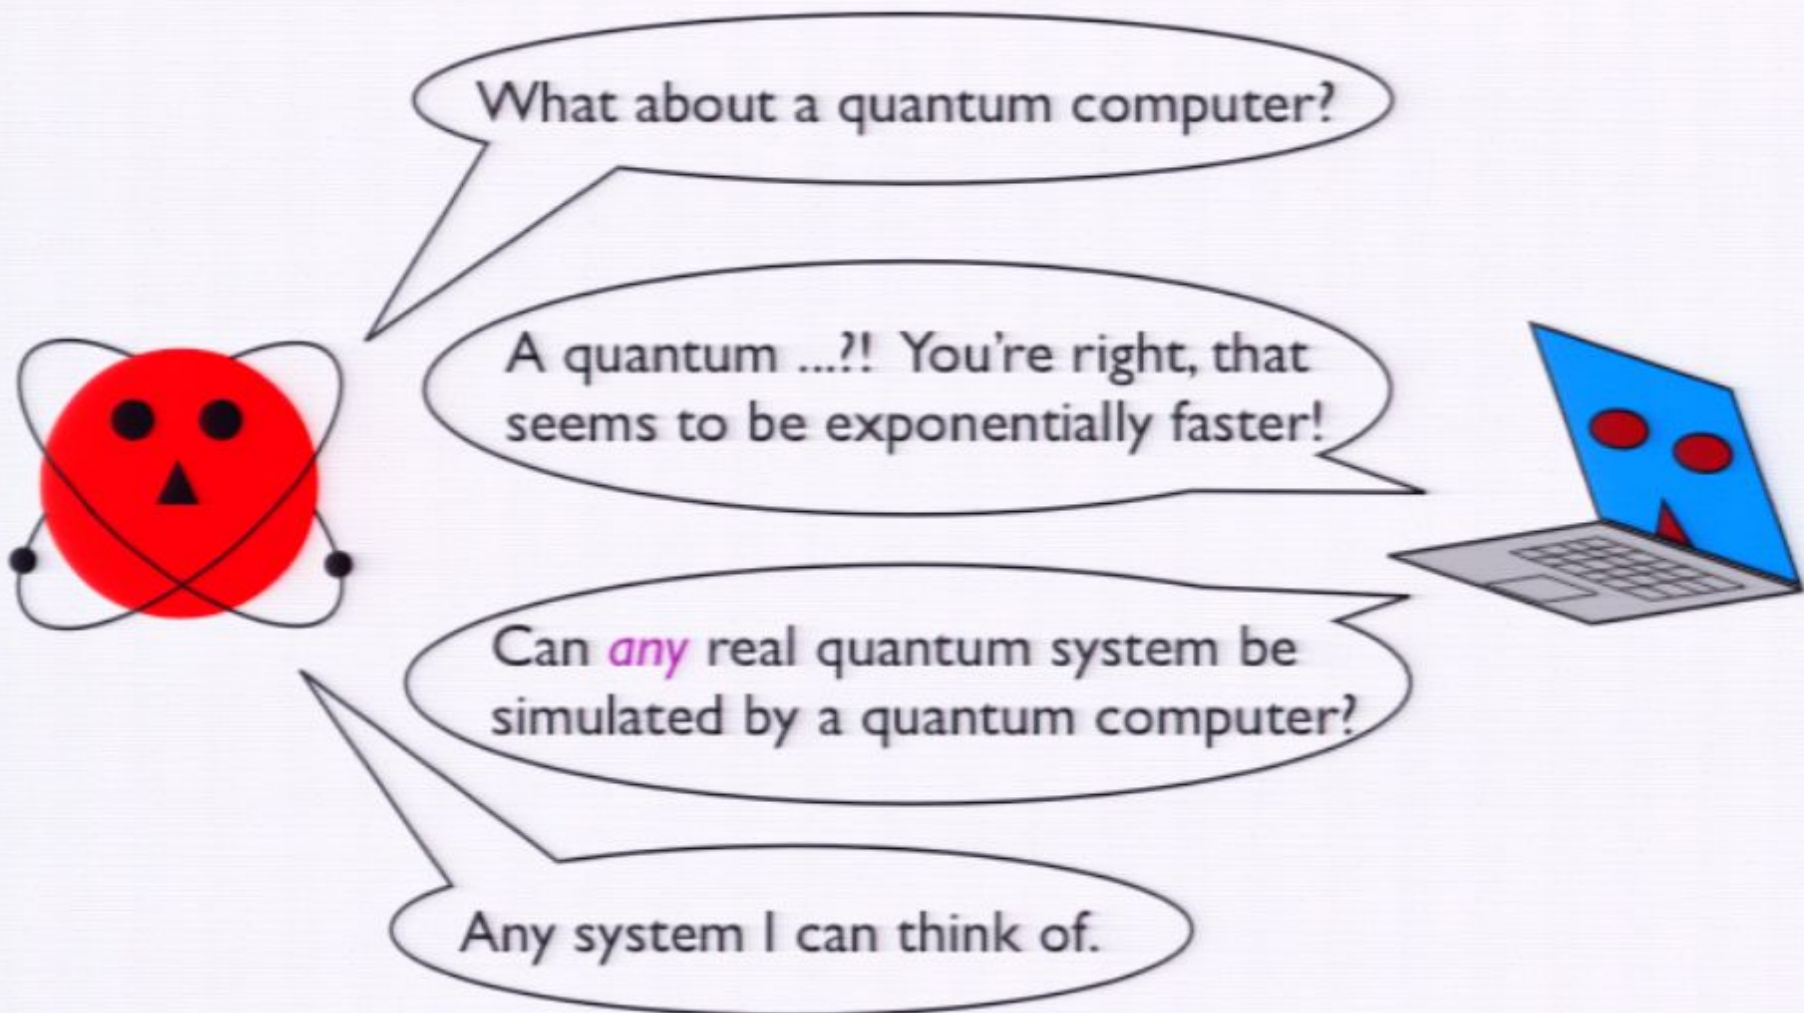 What about a quantum computer?
A quantum ...?! You're right, that
seems to be exponentially faster!
Can any real quantum system be
simulated by a quantum computer?
Any system I can think of.